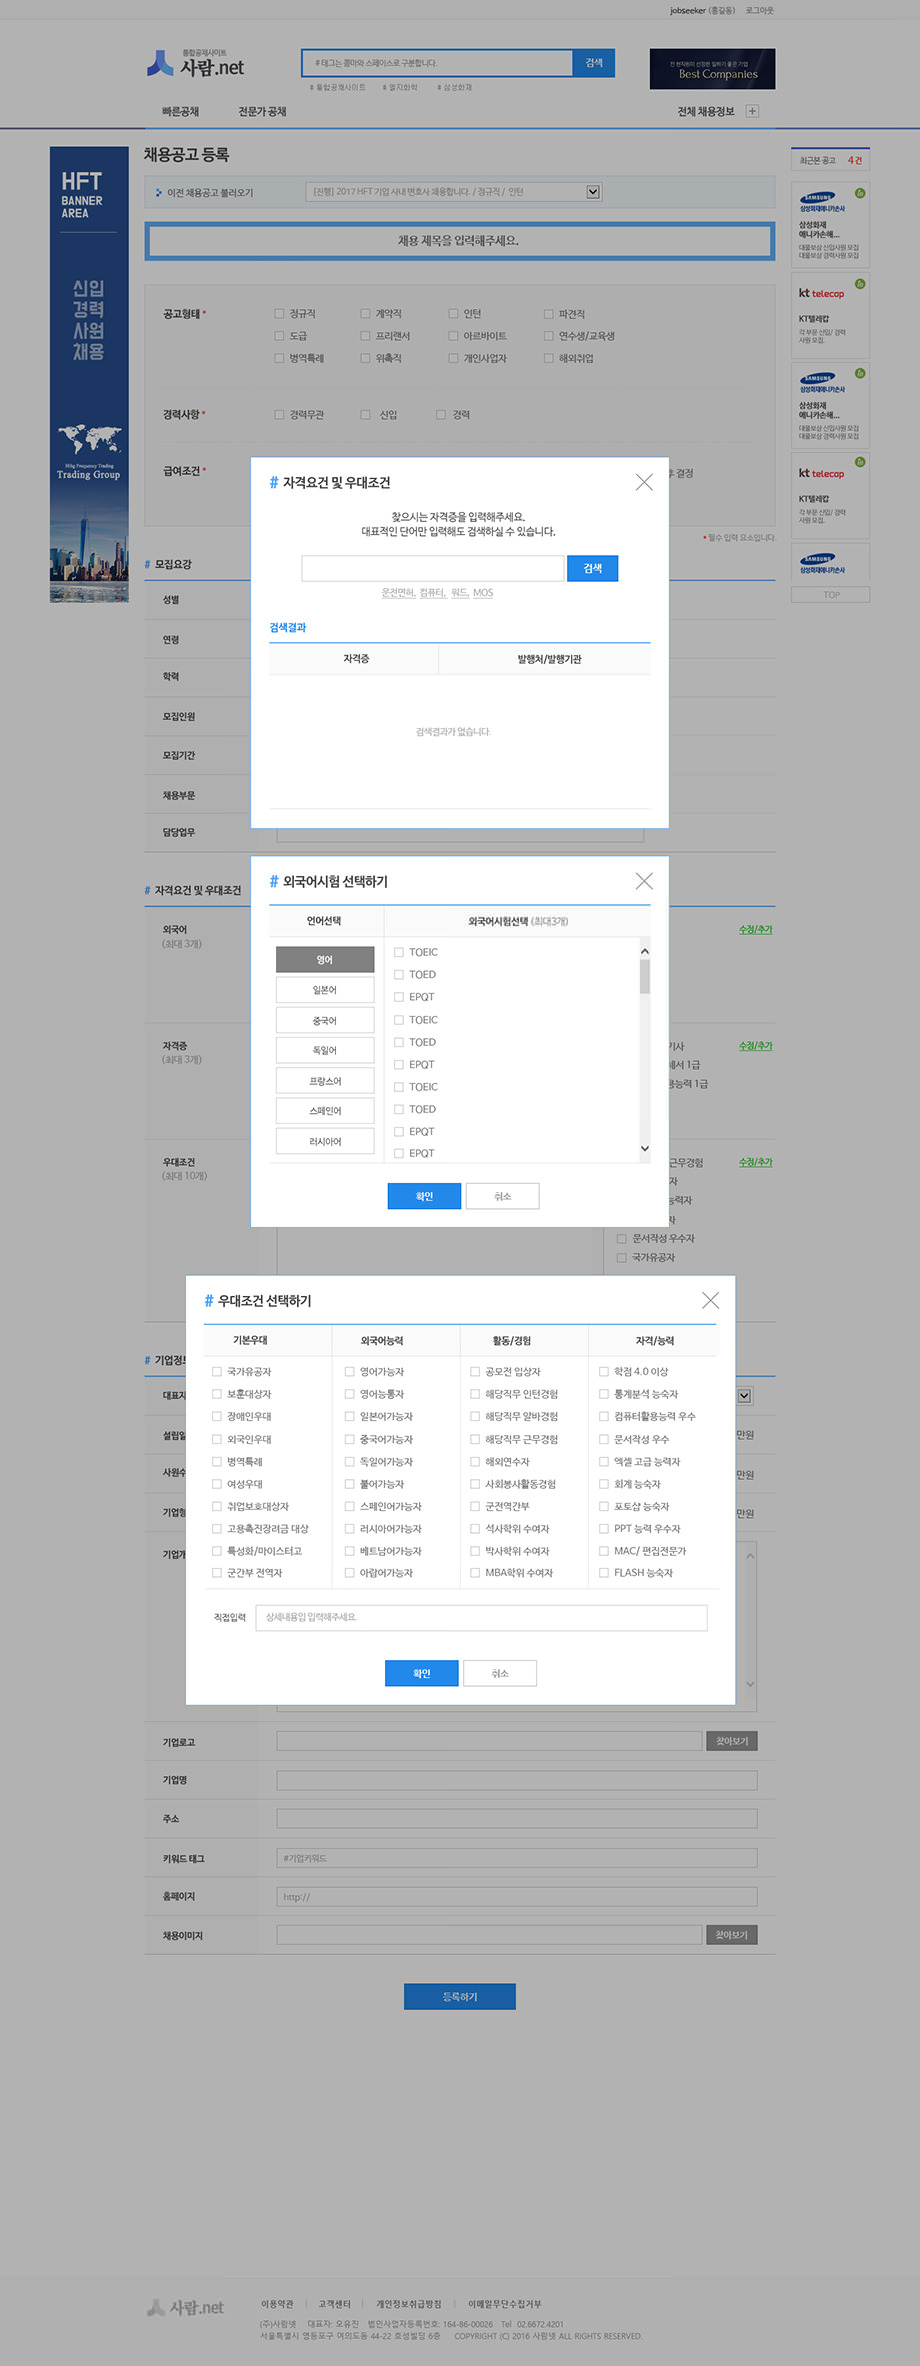 jobseeker (홍길동) 로그아웃
통합공채사이트
사람.net
# 태그는 콤마와 스페이스로 구분합니다.
검색
# 통합공채사이트 # 엘지화학 # 삼성화재
전 현직원이 선정한 일하기 좋은 기업
Best Companies
빠른공채 전문가 공채 전체 채용정보
HFT
BANNER
AREA
신입
경력
사원
채용
High Frequency Trading
Trading Group
채용공고 등록
이전 채용공고 불러오기
[진행] 2017 HFT 기업 사내 변호사 채용합니다. / 정규직 / 인턴
채용 제목을 입력해주세요.
최근본 공고 4건
SAMSUNG
삼성화재애니카손사
삼성화재
애니카손해...
대물보상 신입사원 모집
대물보상 경력사원 모집
kt telecop
KT텔레캅
각 부문 신입/ 경력
사원 모집.
SAMSUNG
삼성화재애니카손사
삼성화재
애니카손해...
대물보상 신입사원 모집
대물보상 경력사원 모집
kt telecop
KT텔레캅
각 부문 신입/ 경력
사원 모집.
SAMSUNG
삼성화재애니카손사
TOP
공고형태 *
정규직 계약직 인턴 파견직
도급 프리랜서 아르바이트 연수생/교육생
병역특례 위촉직 개인사업자 해외취업
경력사항 *
경력무관 신입 경력
급여조건 *
후 결정
* 필수 입력 요소입니다.
# 자격요건 및 우대조건
찾으시는 자격증을 입력해주세요.
대표적인 단어만 입력해도 검색하실 수 있습니다.
검색
운전면허, 컴퓨터, 워드, MOS
검색결과
자격증 발행처/발행기관
검색결과가 없습니다.
# 모집요강
성별
연령
학력
모집인원
모집기간
채용부문
담당업무
# 자격요건 및 우대조건
외국어
(최대 3개)
수정/추가
자격증
(최대 3개)
기사
1급
능력 1급
수정/추가
우대조건
(최대 10개)
근무경험
자
능력자
자
문서작성 우수자
국가유공자
수정/추가
# 외국어시험 선택하기
언어선택 외국어시험선택 (최대3개)
영어
일본어
중국어
독일어
프랑스어
스페인어
러시아어
TOEIC
TOED
EPQT
TOEIC
TOED
EPQT
TOEIC
TOED
EPQT
EPQT
확인 취소
# 우대조건 선택하기
기본우대 외국어능력 활동/경험 자격/능력
국가유공자 영어가능자 공모전 입상자 학점 4.0 이상
보훈대상자 영어능통자 해당직무 인턴경험 통계분석 능숙자
장애인우대 일본어가능자 해당직무 알바경험 컴퓨터활용능력 우수
외국인우대 중국어가능자 해당직무 근무경험 문서작성 우수
병역특례 독일어가능자 해외연수자 엑셀 고급 능력자
여성우대 불어가능자 사회봉사활동경험 회계 능숙자
취업보호대상자 스페인어가능자 군전역간부 포토샵 능숙자
고용촉진장려금 대상 러시아어가능자 석사학위 수여자 PPT 능력 우수자
특성화/마이스터고 베트남어가능자 박사학위 수여자 MAC/ 편집전문가
군간부 전역자 아랍어가능자 MBA학위 수여자 FLASH 능숙자
직접입력 상세내용입 입력해주세요.
확인 취소
# 기업정보
대표자
설립일 만원
사원수 만원
기업형 만원
기업개
기업로고 찾아보기
기업명
주소
키워드 태그 #기업키워드
홈페이지 http://
채용이미지 찾아보기
등록하기
사람.net
이용약관 | 고객센터 | 개인정보취급방침 | 이메일무단수집거부
(주)사람넷 대표자: 오유진 법인사업자등록번호: 164-86-00026 Tel 02.6672.4201
서울특별시 영등포구 여의도동 44-22 호성빌딩 6층 COPYRIGHT (C) 2016 사람넷 ALL RIGHTS RESERVED.